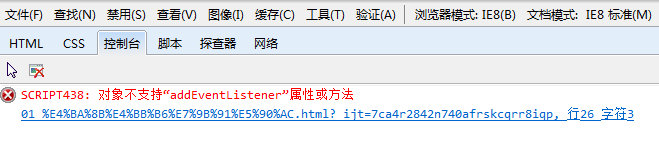 文件(F) 查找(N) 禁用(S) 查看(V) 图像(I) 缓存(C) 工具(T) 验证(A) 浏览器模式: IE8(B) 文档模式: IE8 标准(M)
HTML CSS 控制台 脚本 探查器 网络
SCRIPT438: 对象不支持“addEventListener”属性或方法
01_%E4%BA%8B%E4%BB%B6%E7%9B%91%E5%90%AC.html?_ijt=7ca4r2842n740afrskcqrr8iqp, 行26 字符3